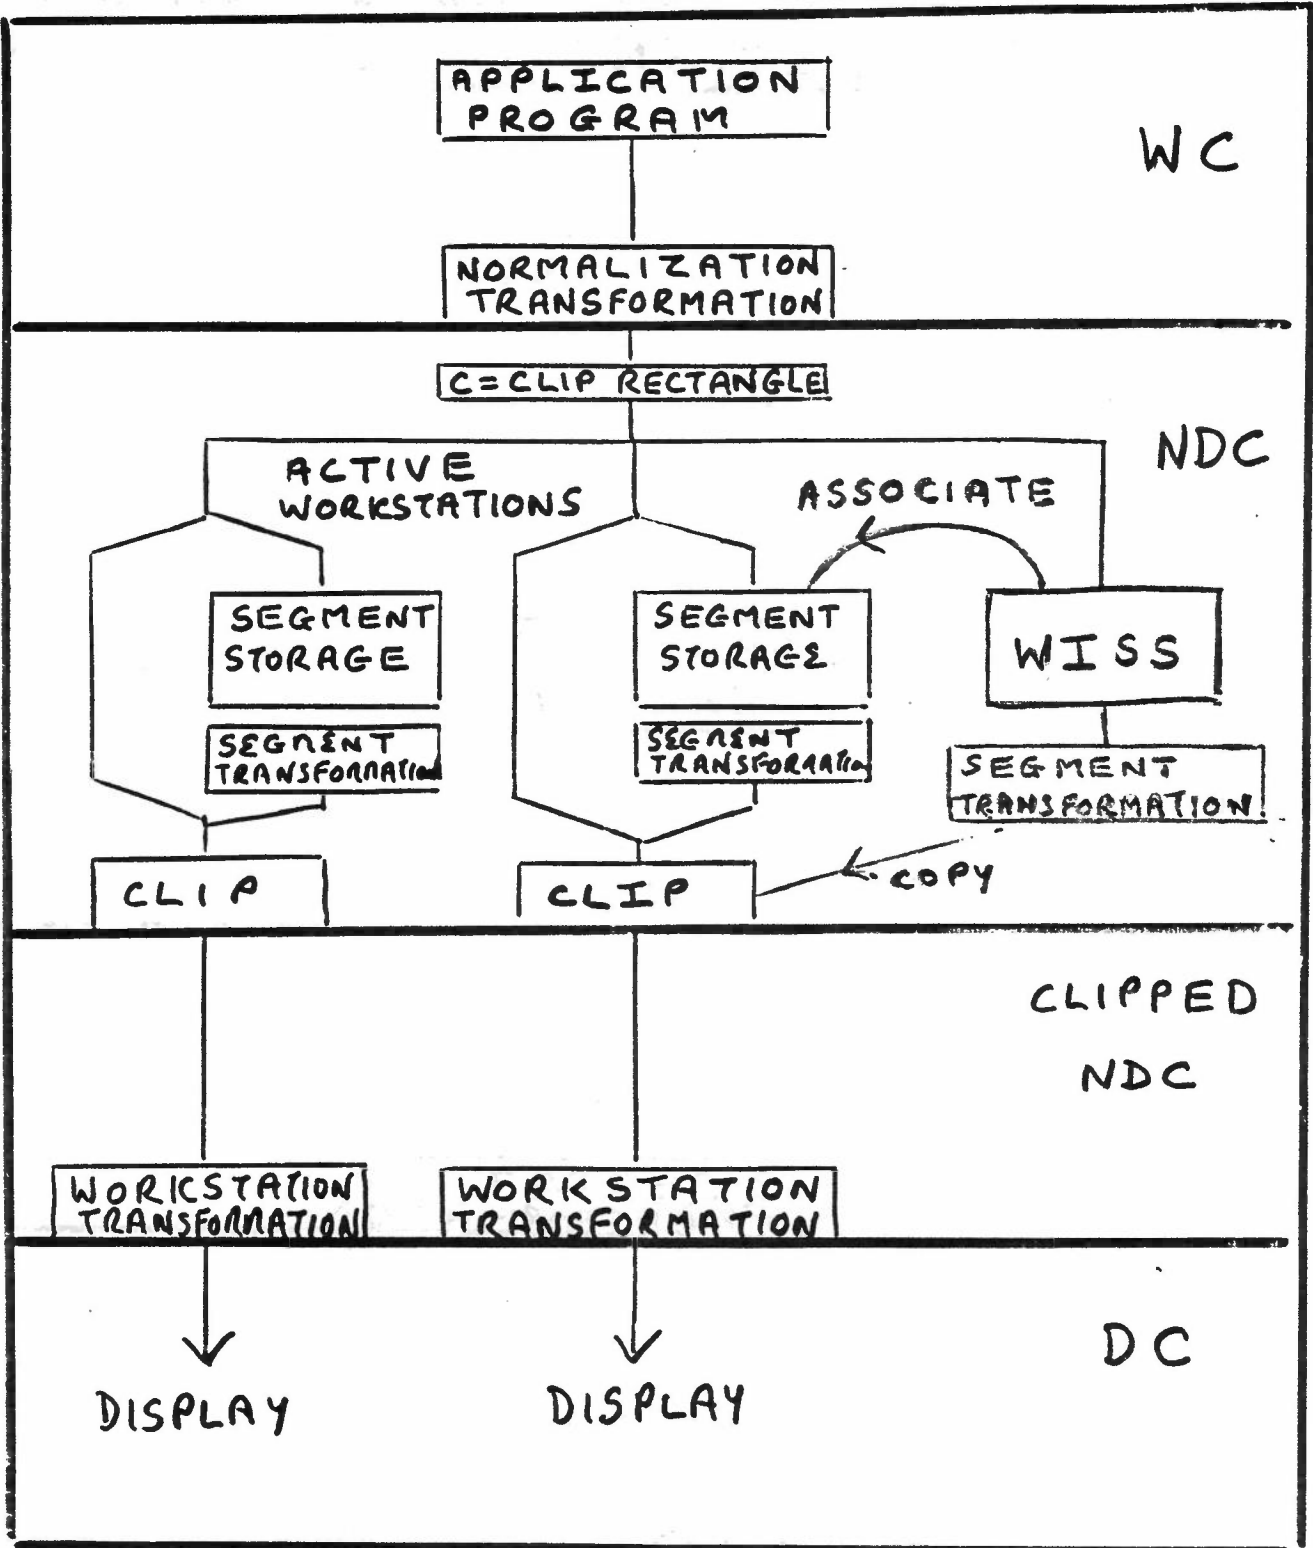 APPLICATION
PROGRAM
WC
NORMALIZATION
TRANSFORMATION
C=CLIP RECTANGLE
NDC
ACTIVE
WORKSTATIONS
ASSOCIATE
SEGMENT
STORAGE
SEGMENT
STORAGE
WISS
SEGMENT
TRANSFORMATION
SEGMENT
TRANSFORMATION
SEGMENT
TRANSFORMATION
CLIP
CLIP
COPY
CLIPPED
NDC
WORKSTATION
TRANSFORMATION
WORKSTATION
TRANSFORMATION
DC
DISPLAY
DISPLAY